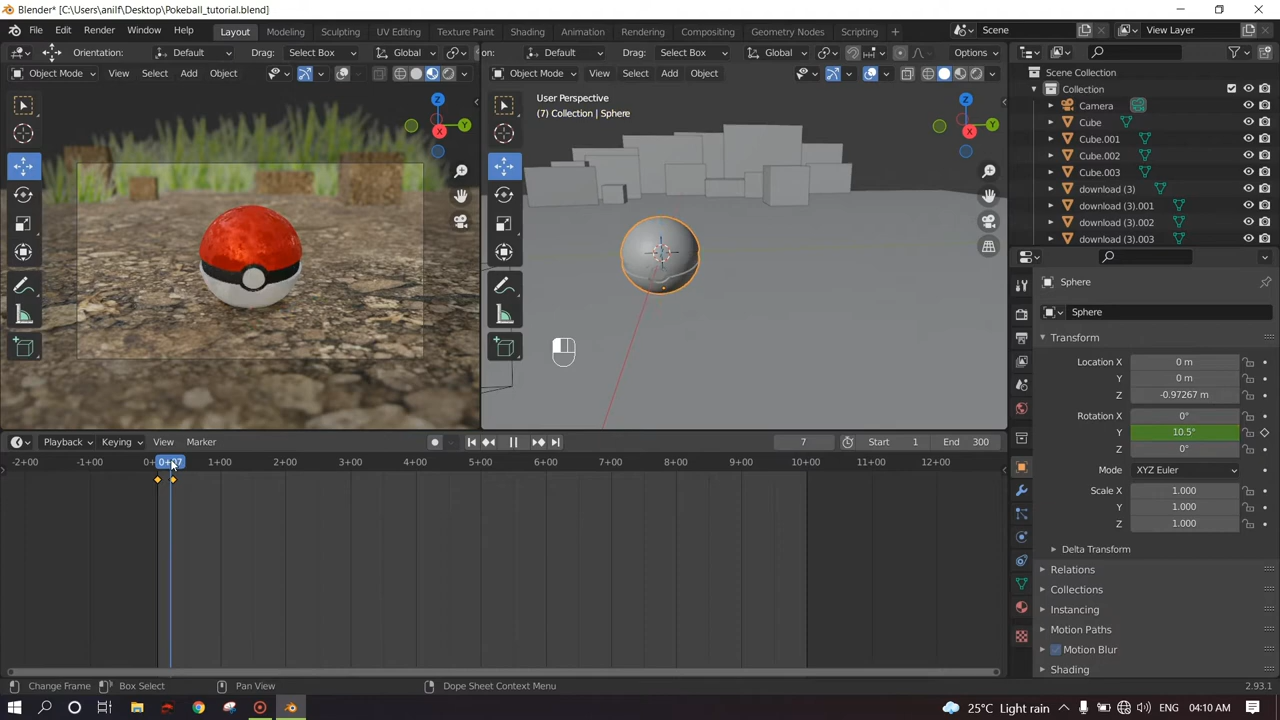 Blender* [C:\Users\anilf\Desktop\Pokeball_tutorial.blend]
File Edit Render Window Help Layout Modeling Sculpting UV Editing Texture Paint Shading Animation Rendering Compositing Geometry Nodes Scripting Scene View Layer
Orientation: Default Drag: Select Box Global on: Default Drag: Select Box Global Options
Object Mode View Select Add Object Object Mode View Select Add Object
Scene Collection
Collection
Camera
Cube
Cube.001
Cube.002
Cube.003
download (3)
download (3).001
download (3).002
download (3).003
Z
Y
X
User Perspective
(7) Collection | Sphere
Z
Y
X
Sphere
Sphere
Transform
Location X 0 m
Y 0 m
Z -0.97267 m
Rotation X 0°
Y 10.5°
Z 0°
Mode XYZ Euler
Scale X 1.000
Y 1.000
Z 1.000
Delta Transform
Relations
Collections
Instancing
Motion Paths
Motion Blur
Shading
Playback Keying View Marker 7 Start 1 End 300
-2+00 -1+00 0+07 1+00 2+00 3+00 4+00 5+00 6+00 7+00 8+00 9+00 10+00 11+00 12+00
Change Frame Box Select Pan View Dope Sheet Context Menu 2.93.1
25°C Light rain ENG 04:10 AM